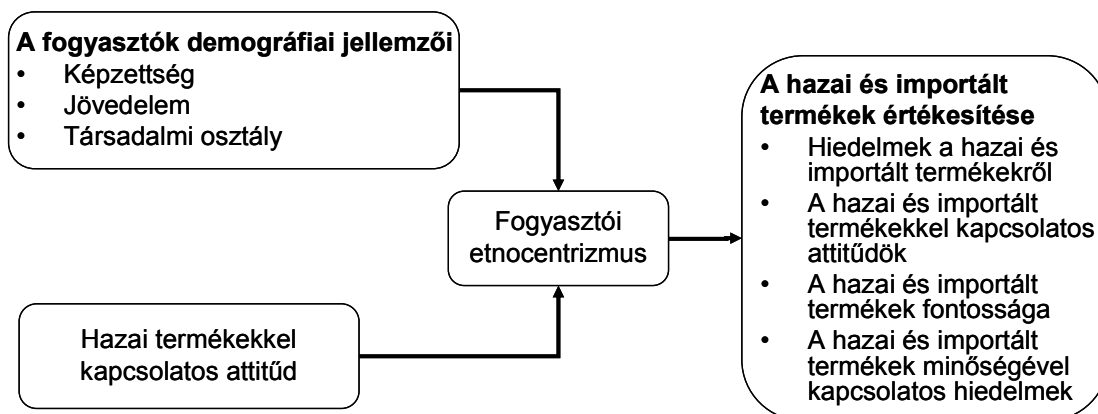 A fogyasztók demográfiai jellemzői
• Képzettség
• Jövedelem
• Társadalmi osztály
Hazai termékekkel
kapcsolatos attitűd
Fogyasztói
etnocentrizmus
A hazai és importált
termékek értékesítése
• Hiedelmek a hazai és
importált termékekről
• A hazai és importált
termékekkel kapcsolatos
attitűdök
• A hazai és importált
termékek fontossága
• A hazai és importált
termékek minőségével
kapcsolatos hiedelmek